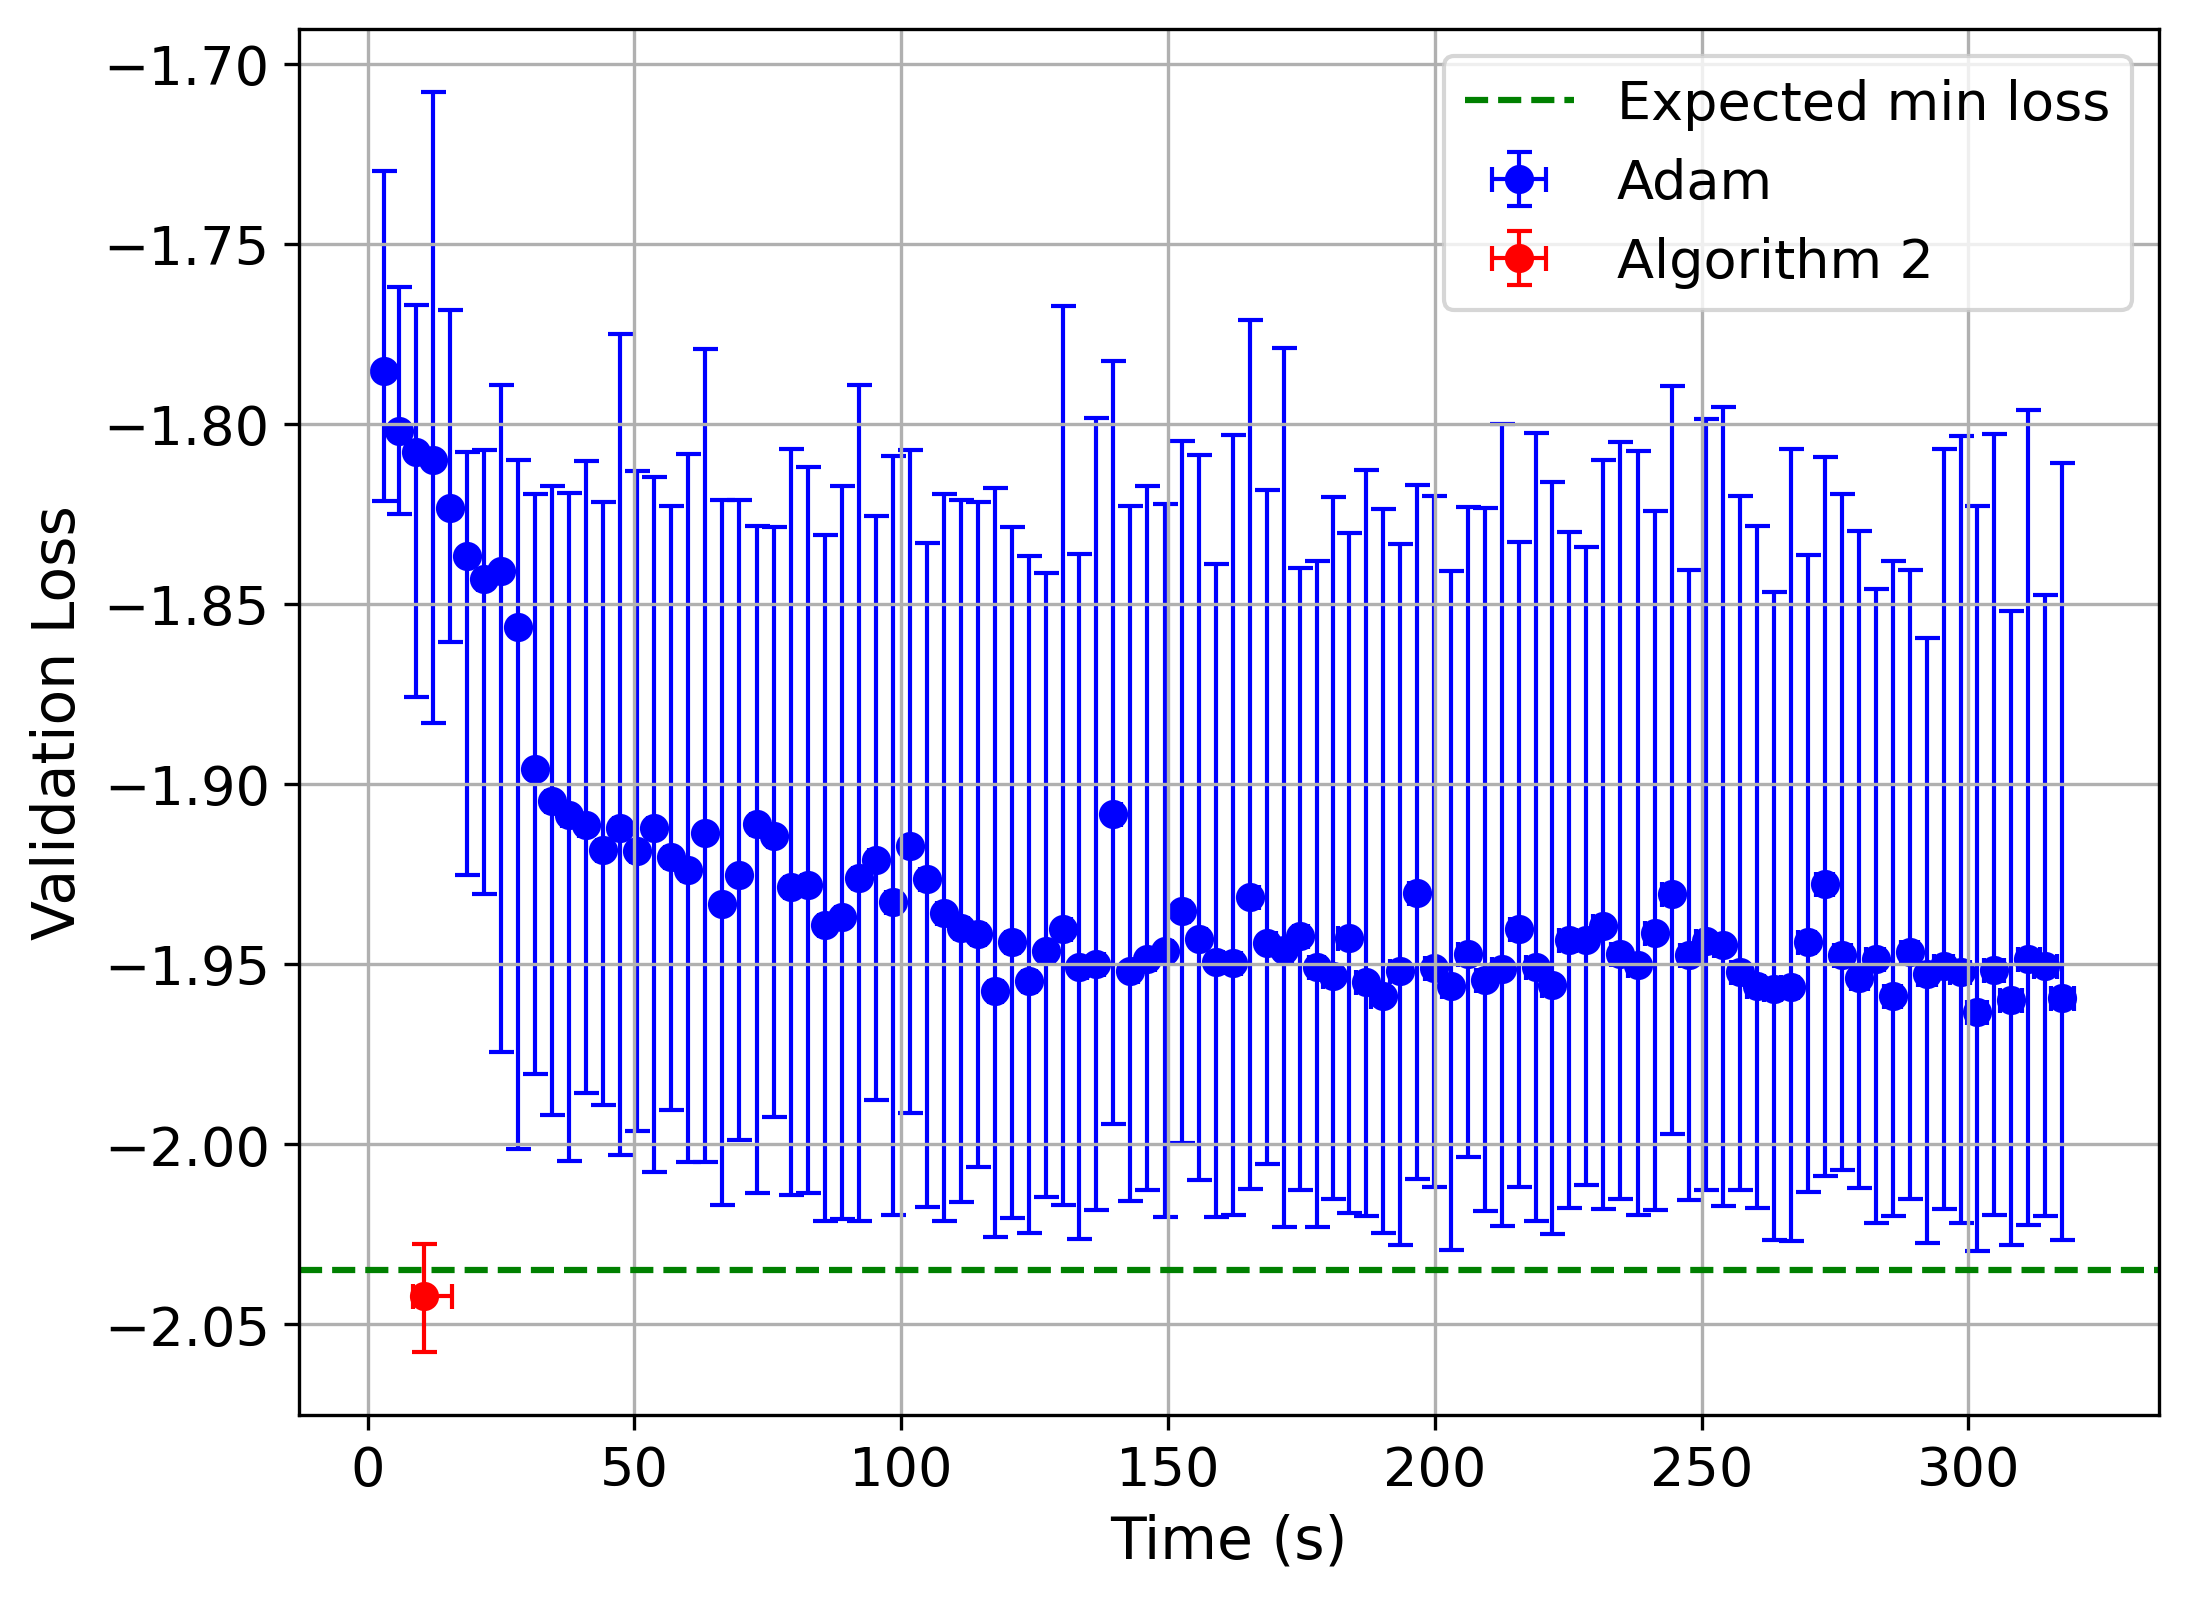 −1.70
−1.75
−1.80
−1.85
−1.90
−1.95
−2.00
−2.05
Validation Loss
Expected min loss
Adam
Algorithm 2
0 50 100 150 200 250 300
Time (s)